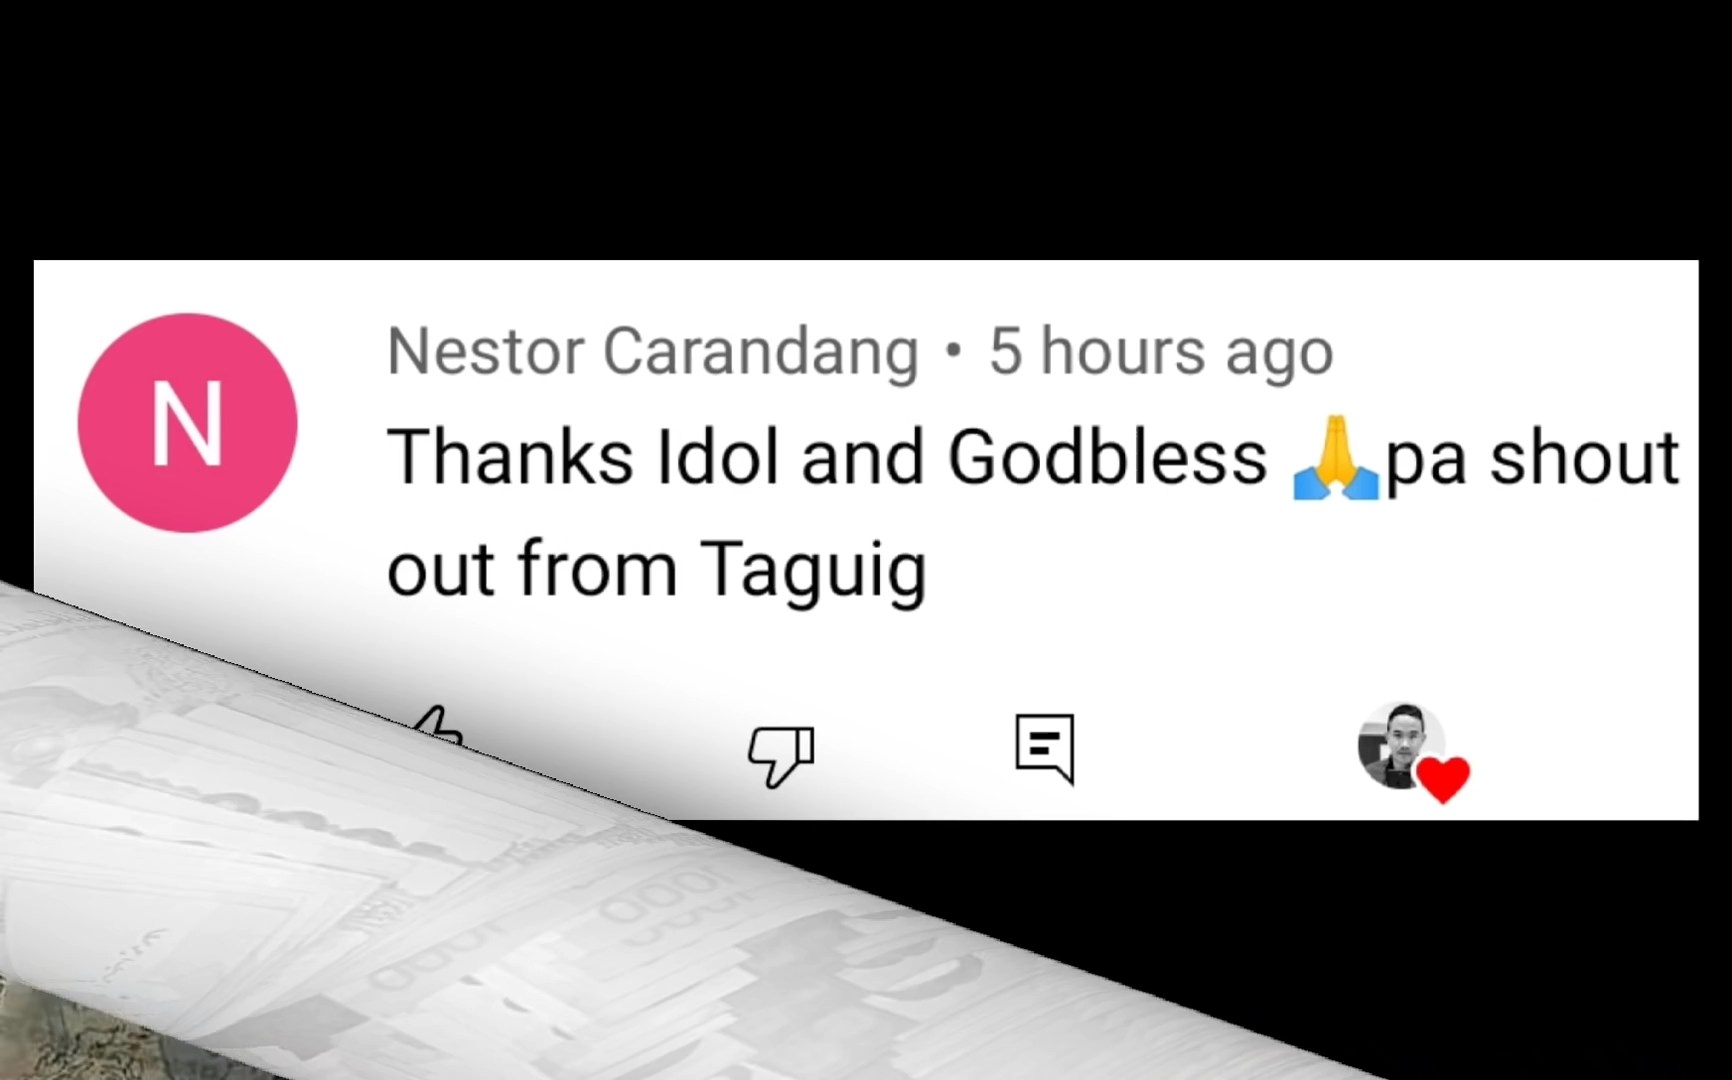 N
Nestor Carandang • 5 hours ago
Thanks Idol and Godbless 🙏pa shout
out from Taguig